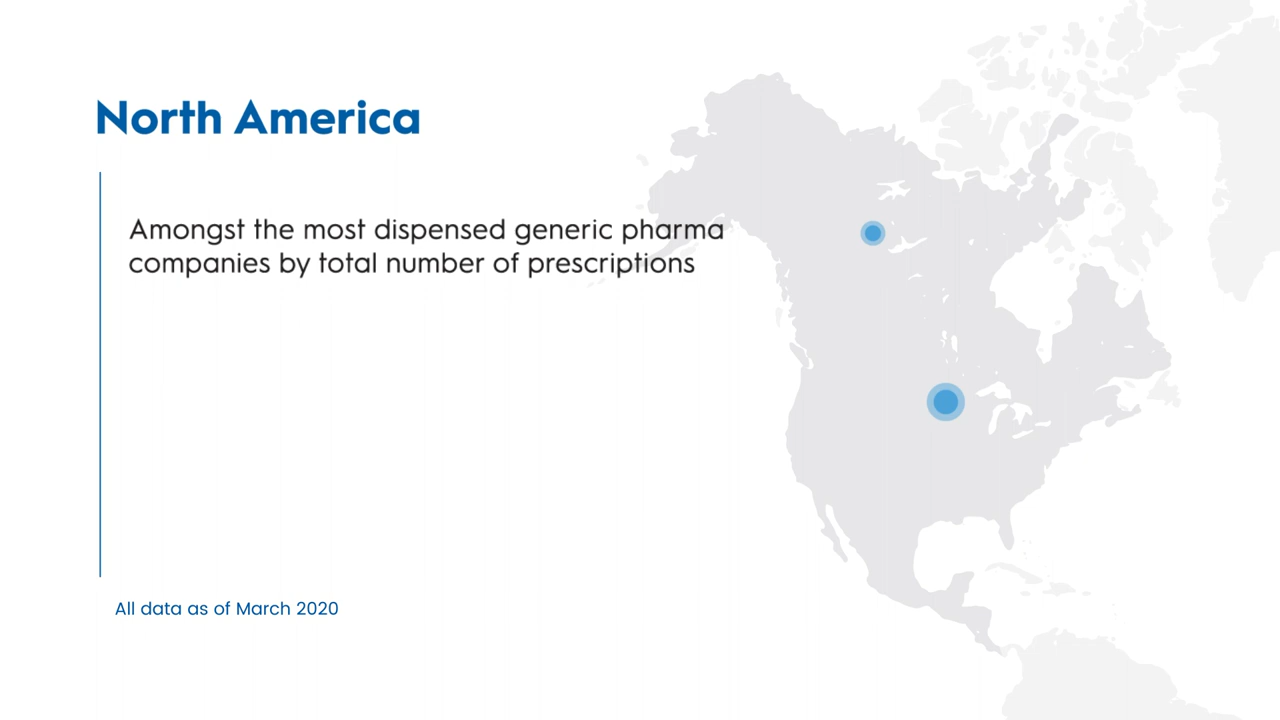 North America
Amongst the most dispensed generic pharma
companies by total number of prescriptions
All data as of March 2020